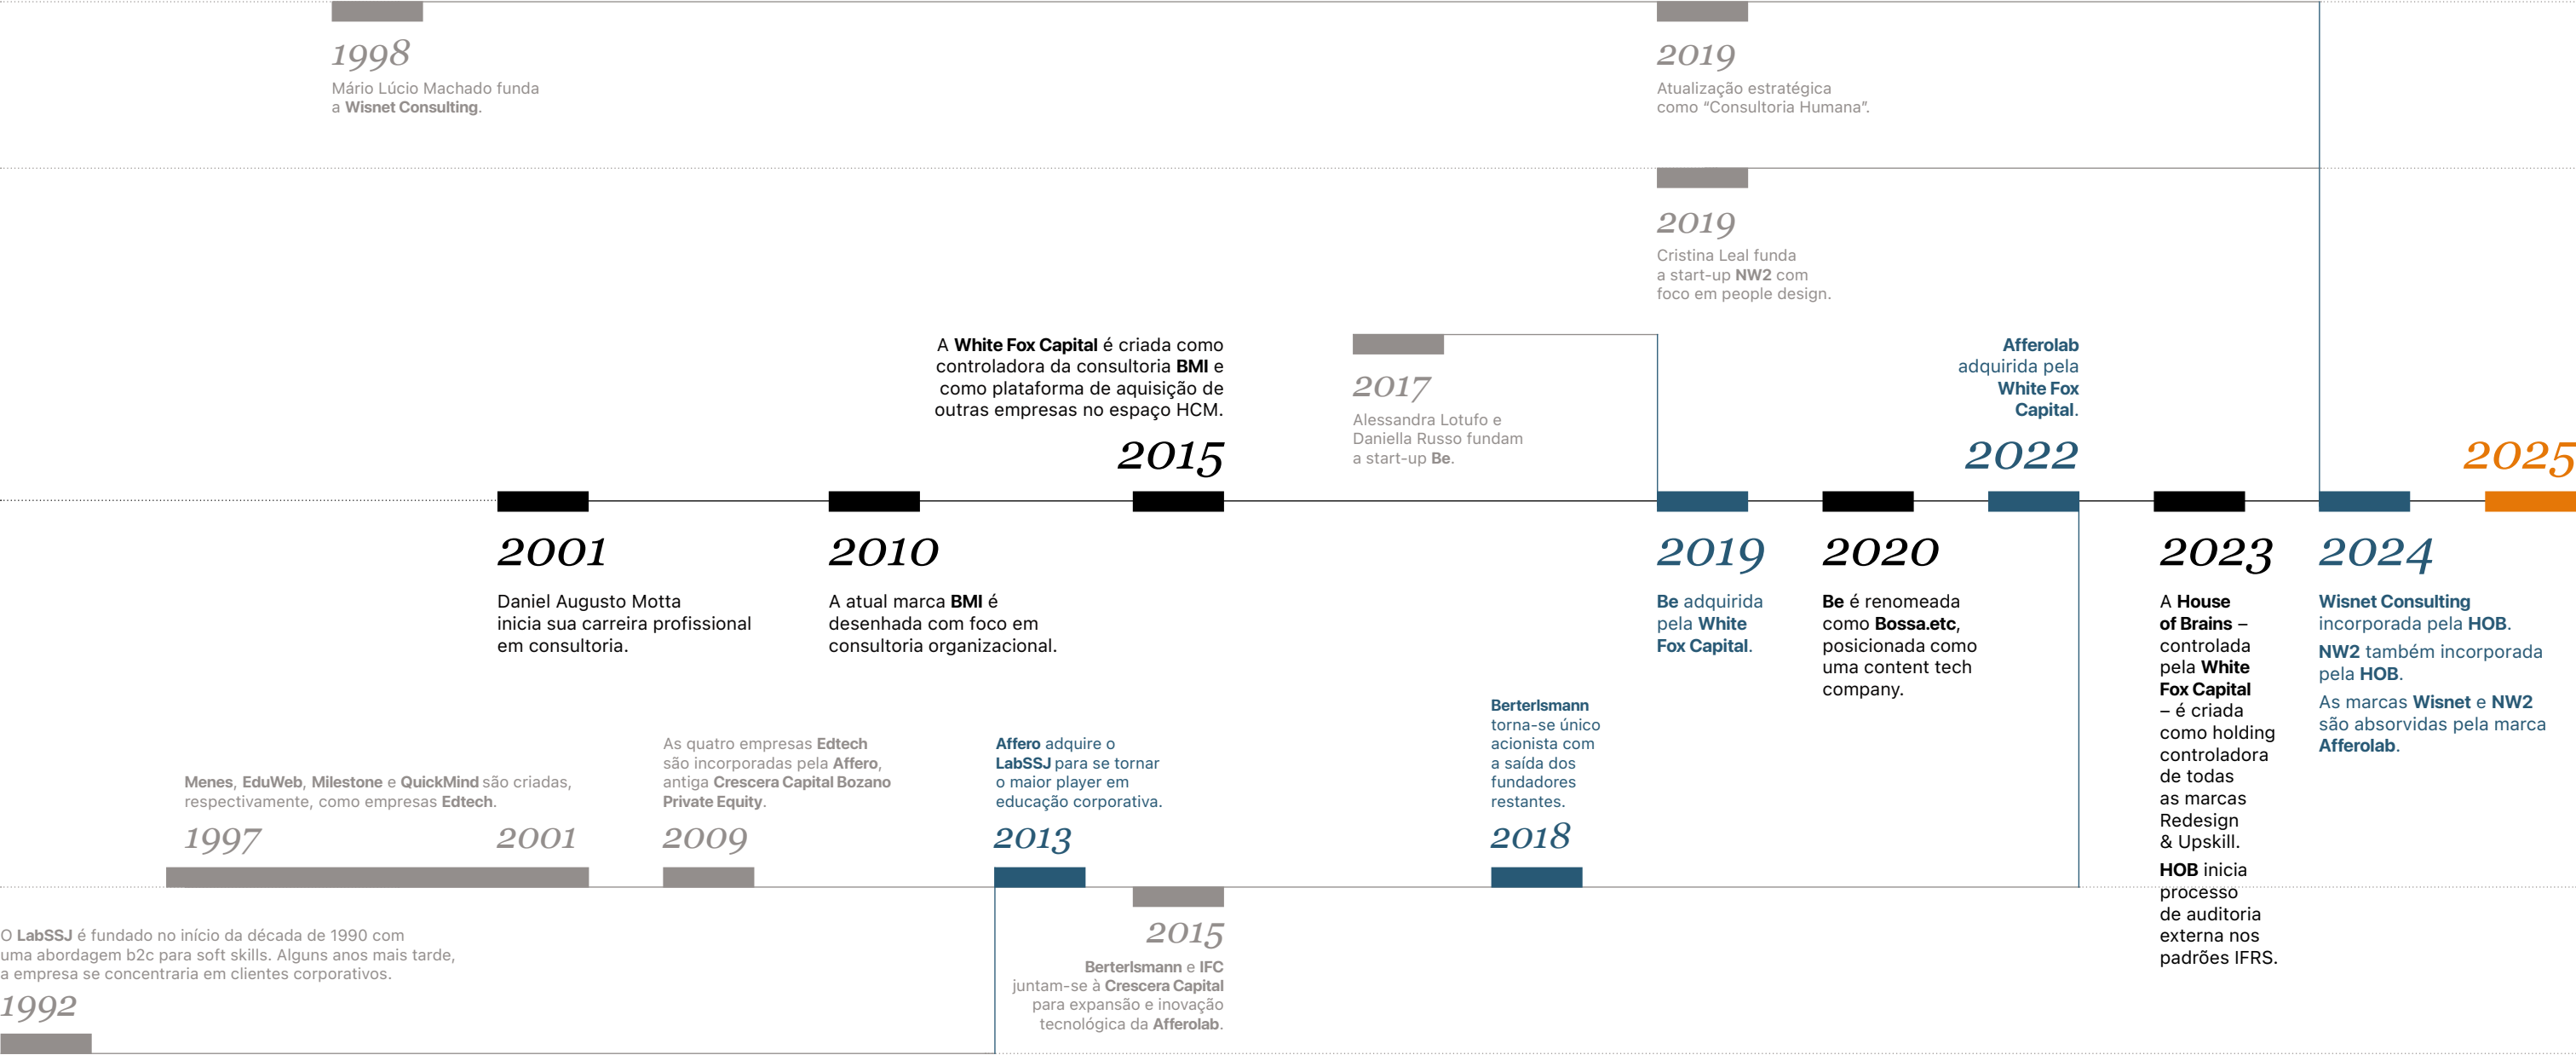 1998
Mário Lúcio Machado funda
a Wisnet Consulting.
2019
Atualização estratégica
como “Consultoria Humana”.
2019
Cristina Leal funda
a start-up NW2 com
foco em people design.
A White Fox Capital é criada como
controladora da consultoria BMI e
como plataforma de aquisição de
outras empresas no espaço HCM.
2015
2017
Alessandra Lotufo e
Daniella Russo fundam
a start-up Be.
Afferolab
adquirida pela
White Fox
Capital.
2022
2025
2001
Daniel Augusto Motta
inicia sua carreira profissional
em consultoria.
2010
A atual marca BMI é
desenhada com foco em
consultoria organizacional.
2019
Be adquirida
pela White
Fox Capital.
2020
Be é renomeada
como Bossa.etc,
posicionada como
uma content tech
company.
2023
A House
of Brains –
controlada
pela White
Fox Capital
– é criada
como holding
controladora
de todas
as marcas
Redesign
& Upskill.
HOB inicia
processo
de auditoria
externa nos
padrões IFRS.
2024
Wisnet Consulting
incorporada pela HOB.
NW2 também incorporada
pela HOB.
As marcas Wisnet e NW2
são absorvidas pela marca
Afferolab.
Menes, EduWeb, Milestone e QuickMind são criadas,
respectivamente, como empresas Edtech.
1997
2001
As quatro empresas Edtech
são incorporadas pela Affero,
antiga Crescera Capital Bozano
Private Equity.
2009
Affero adquire o
LabSSJ para se tornar
o maior player em
educação corporativa.
2013
Berterlsmann
torna-se único
acionista com
a saída dos
fundadores
restantes.
2018
O LabSSJ é fundado no início da década de 1990 com
uma abordagem b2c para soft skills. Alguns anos mais tarde,
a empresa se concentraria em clientes corporativos.
1992
2015
Berterlsmann e IFC
juntam-se à Crescera Capital
para expansão e inovação
tecnológica da Afferolab.